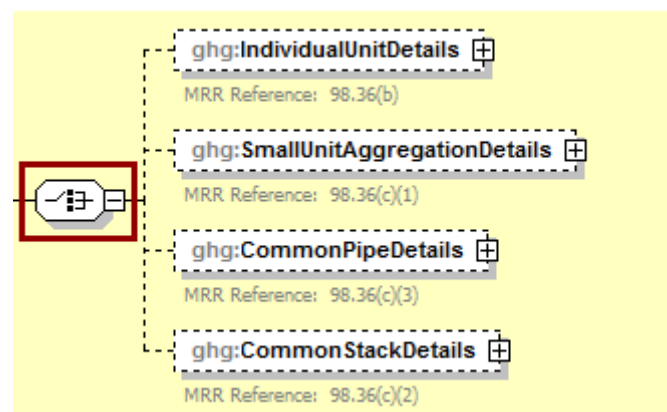 ghg:IndividualUnitDetails
MRR Reference: 98.36(b)
ghg:SmallUnitAggregationDetails
MRR Reference: 98.36(c)(1)
ghg:CommonPipeDetails
MRR Reference: 98.36(c)(3)
ghg:CommonStackDetails
MRR Reference: 98.36(c)(2)